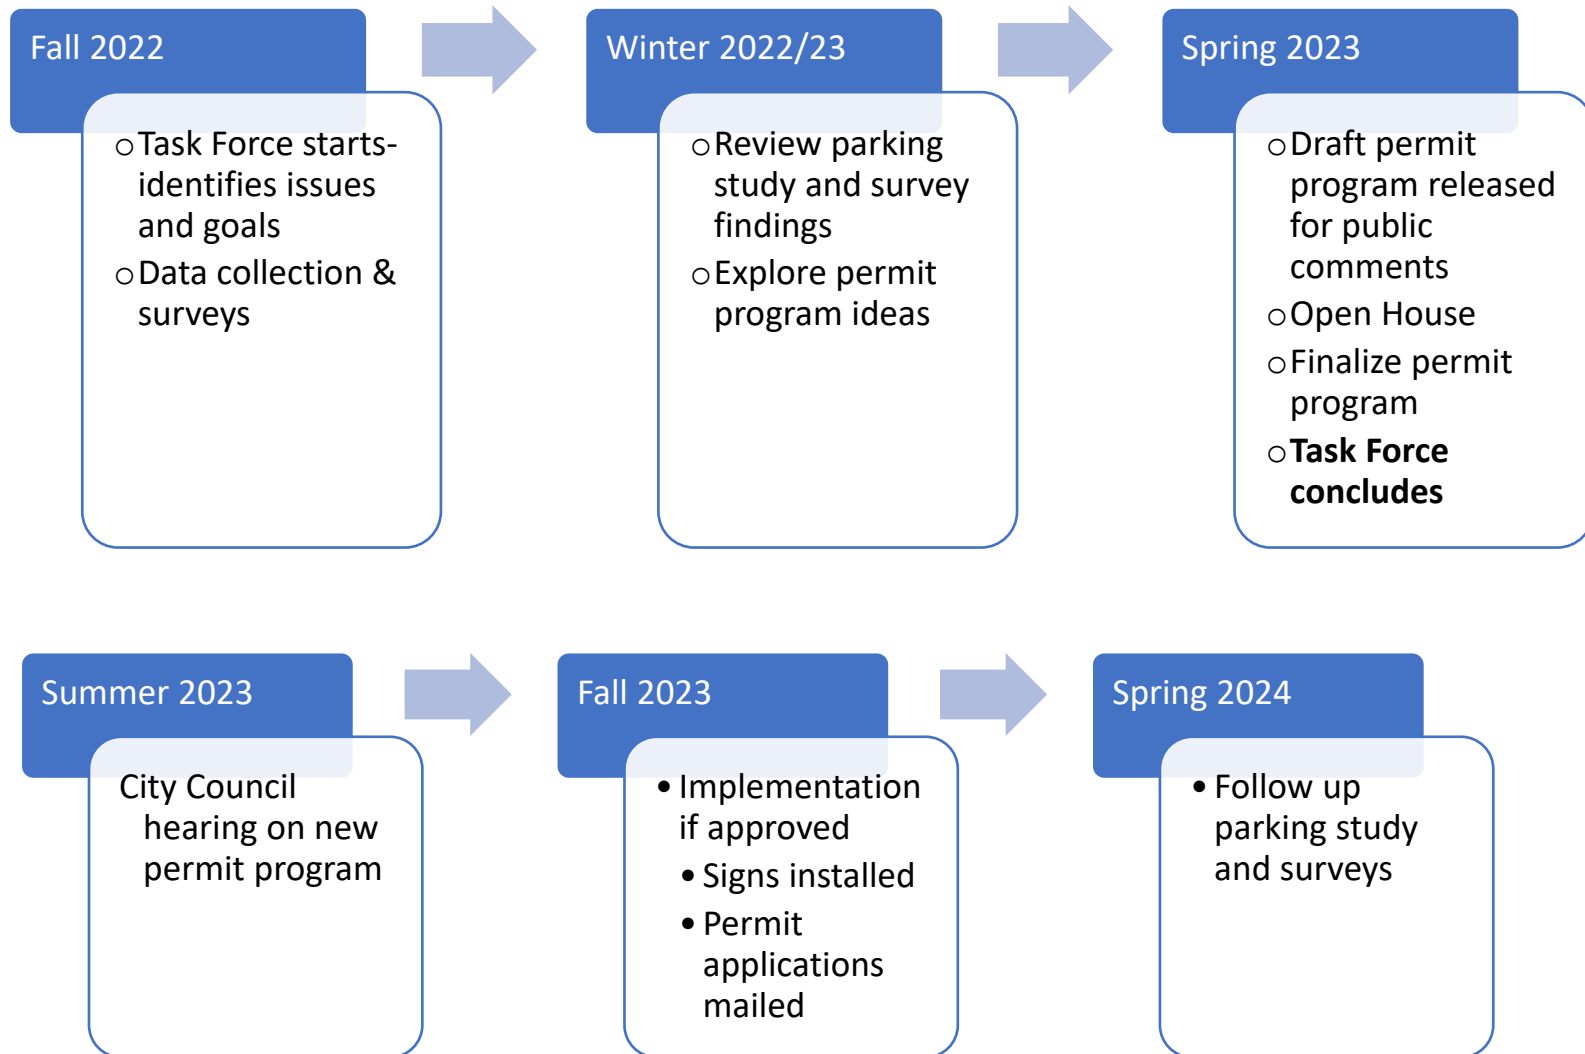 Fall 2022
○Task Force starts-
identifies issues
and goals
○Data collection &
surveys
Winter 2022/23
○Review parking
study and survey
findings
○Explore permit
program ideas
Spring 2023
○Draft permit
program released
for public
comments
○Open House
○Finalize permit
program
○Task Force
concludes
Summer 2023
City Council
hearing on new
permit program
Fall 2023
• Implementation
if approved
• Signs installed
• Permit
applications
mailed
Spring 2024
• Follow up
parking study
and surveys